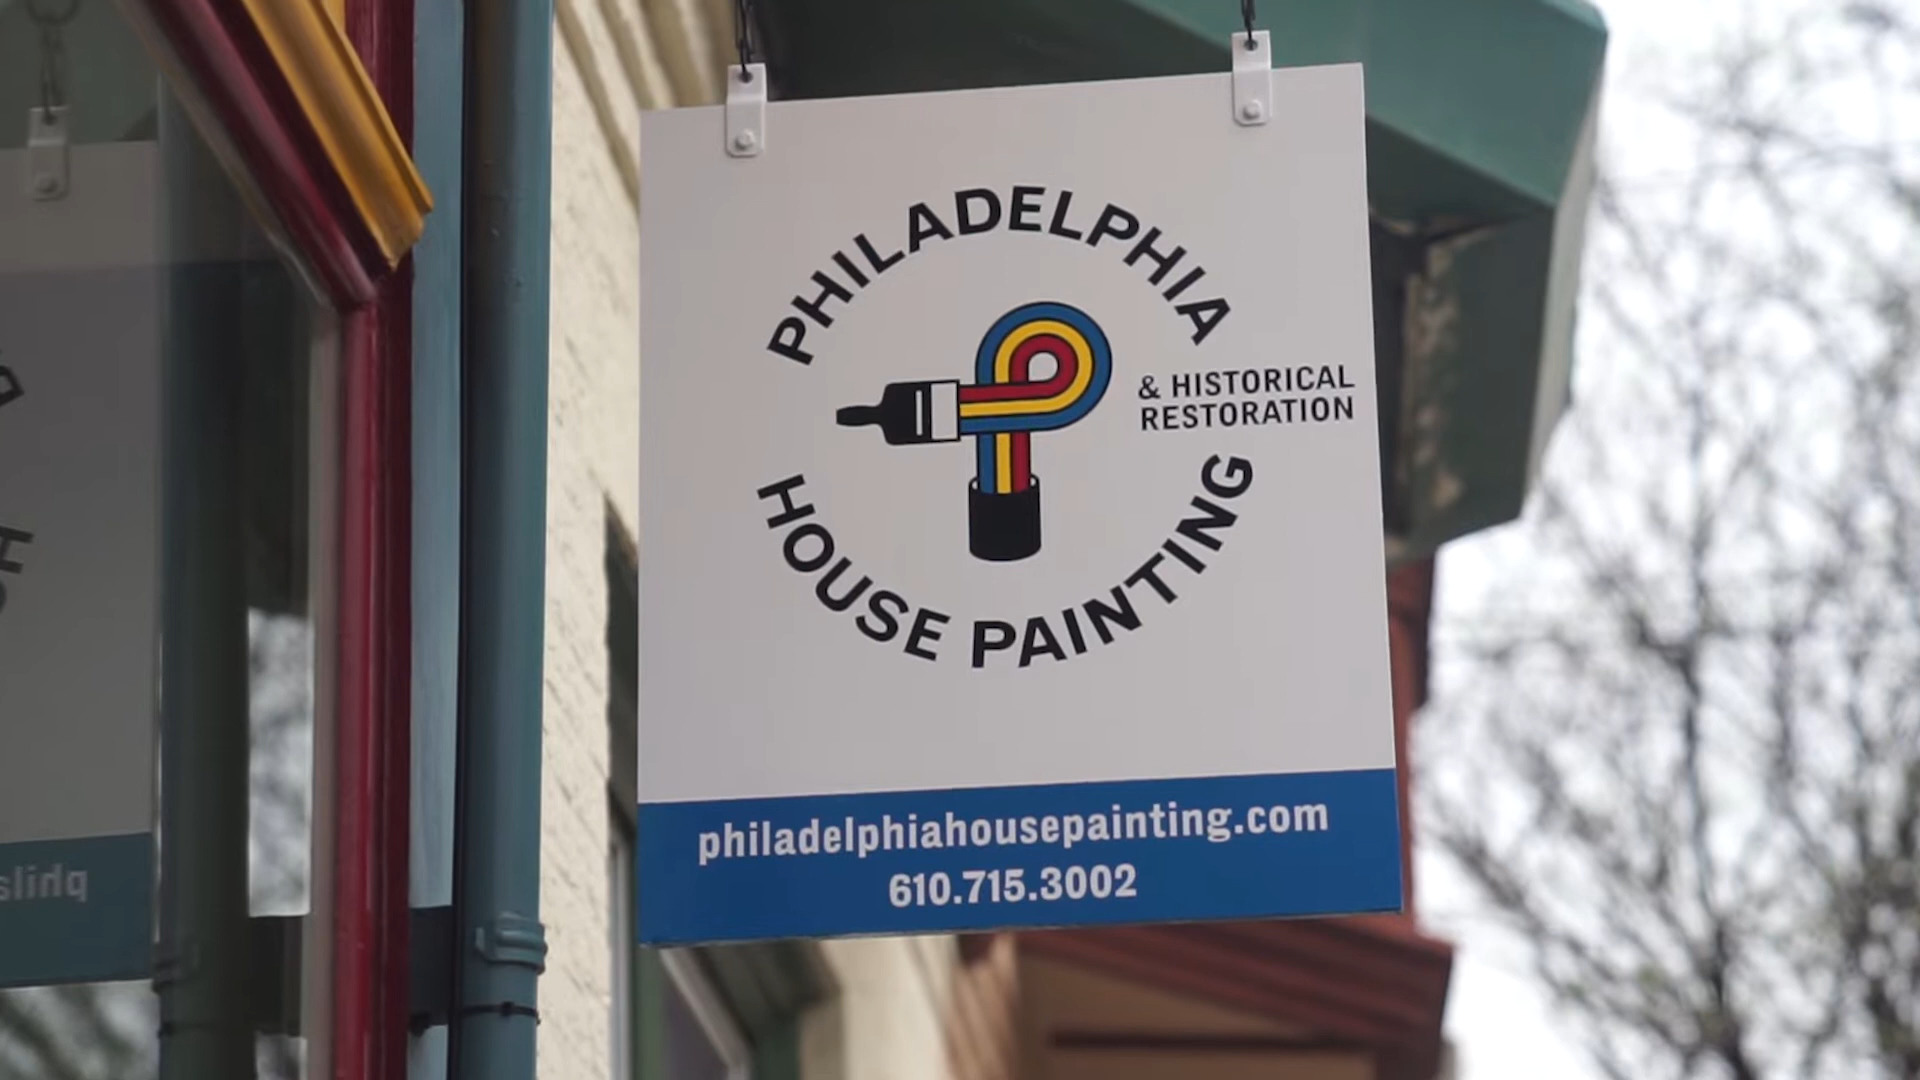 PHILADELPHIA
& HISTORICAL
RESTORATION
HOUSE PAINTING
philadelphiahousepainting.com
610.715.3002